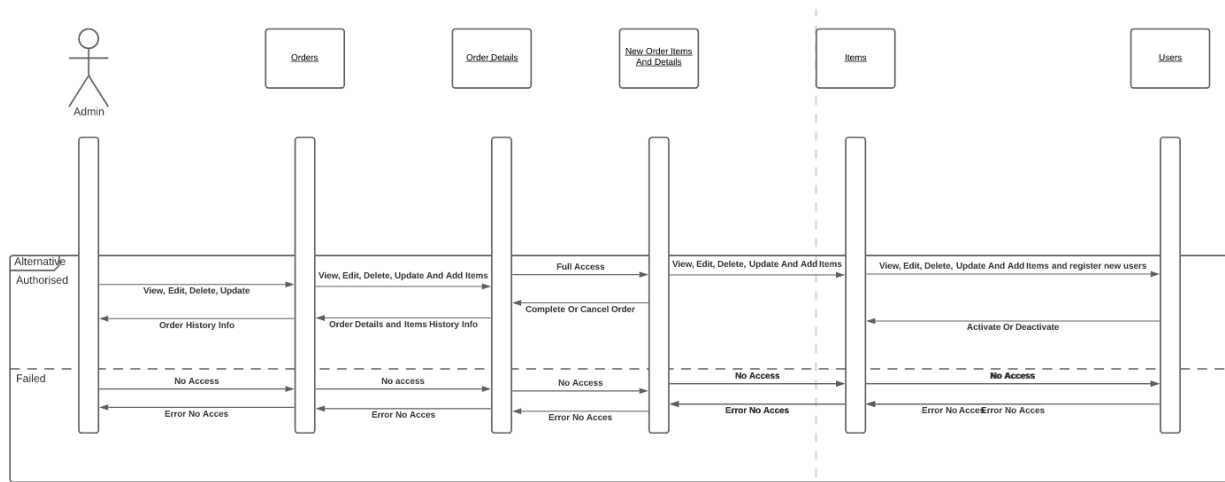 Orders
Order Details
New Order Items
And Details
Items
Users
Admin
Alternative
Authorised
View, Edit, Delete, Update
View, Edit, Delete, Update And Add Items
Full Access
View, Edit, Delete, Update And Add Items
View, Edit, Delete, Update And Add Items and register new users
Order History Info
Order Details and Items History Info
Complete Or Cancel Order
Activate Or Deactivate
Failed
No Access
No access
No Access
No Access
No Access
Error No Acces
Error No Acces
Error No Acces
Error No Acces
Error No Acces
Error No Acces